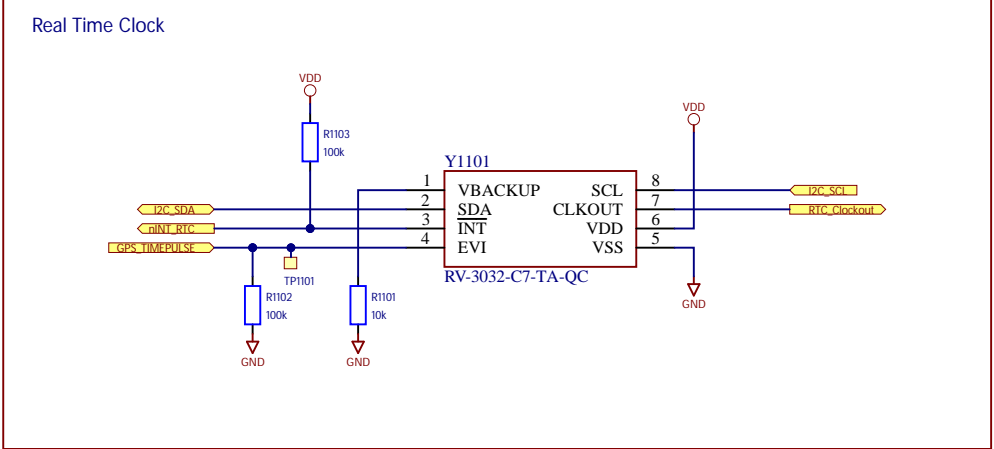 Real Time Clock
VDD
R1103
100k
VDD
Y1101
1 VBACKUP SCL 8
I2C_SCL
I2C_SDA
2 SDA CLKOUT 7
RTC_Clockout
nINT_RTC
3 INT VDD 6
GPS_TIMEPULSE
4 EVI VSS 5
TP1101
RV-3032-C7-TA-QC
R1102
100k
R1101
10k
GND
GND
GND